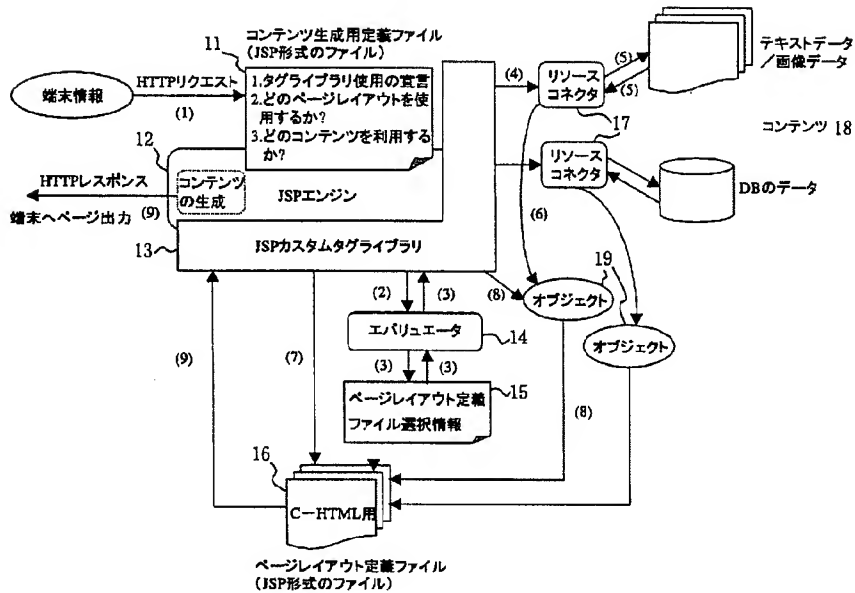 コンテンツ生成用定義ファイル
(JSP形式のファイル)
11
端末情報
HTTPリクエスト
(1)
1.タグライブラリ使用の宣言
2.どのページレイアウトを使
用するか?
3.どのコンテンツを利用する
か?
(4)
リソース
コネクタ
(5)
(5)
テキストデータ
/画像データ
17
コンテンツ 18
リソース
コネクタ
DBのデータ
12
HTTPレスポンス
(9)
端末へページ出力
コンテンツ
の生成
JSPエンジン
13
JSPカスタムタグライブラリ
(6)
(2)
(3)
(8)
オブジェクト
19
オブジェクト
エバリュエータ
14
(9)
(7)
(3)
(3)
ページレイアウト定義
ファイル選択情報
15
(8)
16
C-HTML用
ページレイアウト定義ファイル
(JSP形式のファイル)